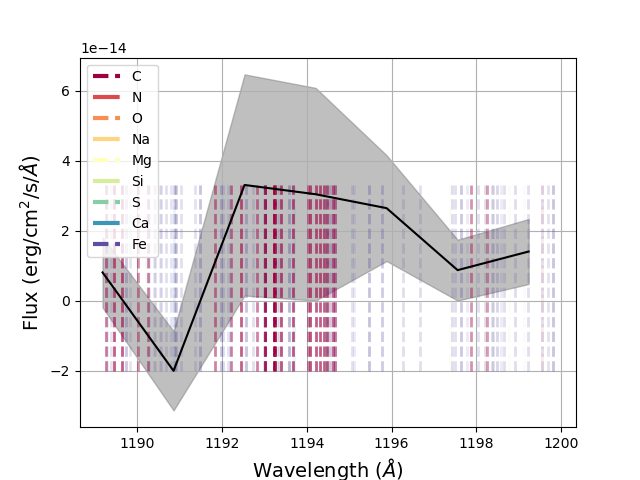 1e−14
6
4
2
0
−2
C
N
O
Na
Mg
Si
S
Ca
Fe
Flux (erg/cm²/s/Å)
1190 1192 1194 1196 1198 1200
Wavelength (Å)